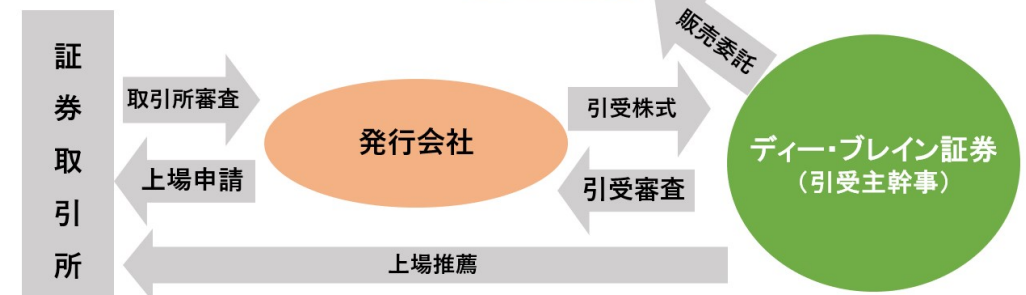 証券取引所
取引所審査
上場申請
発行会社
引受株式
引受審査
販売委託
ディー・ブレイン証券
（引受主幹事）
上場推薦